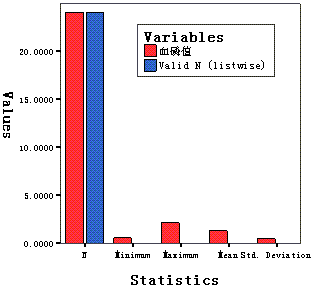 Variables
血磷值
Valid N (listwise)
Values
20.0000
15.0000
10.0000
5.0000
0.0000
N
Minimum
Maximum
Mean
Std. Deviation
Statistics